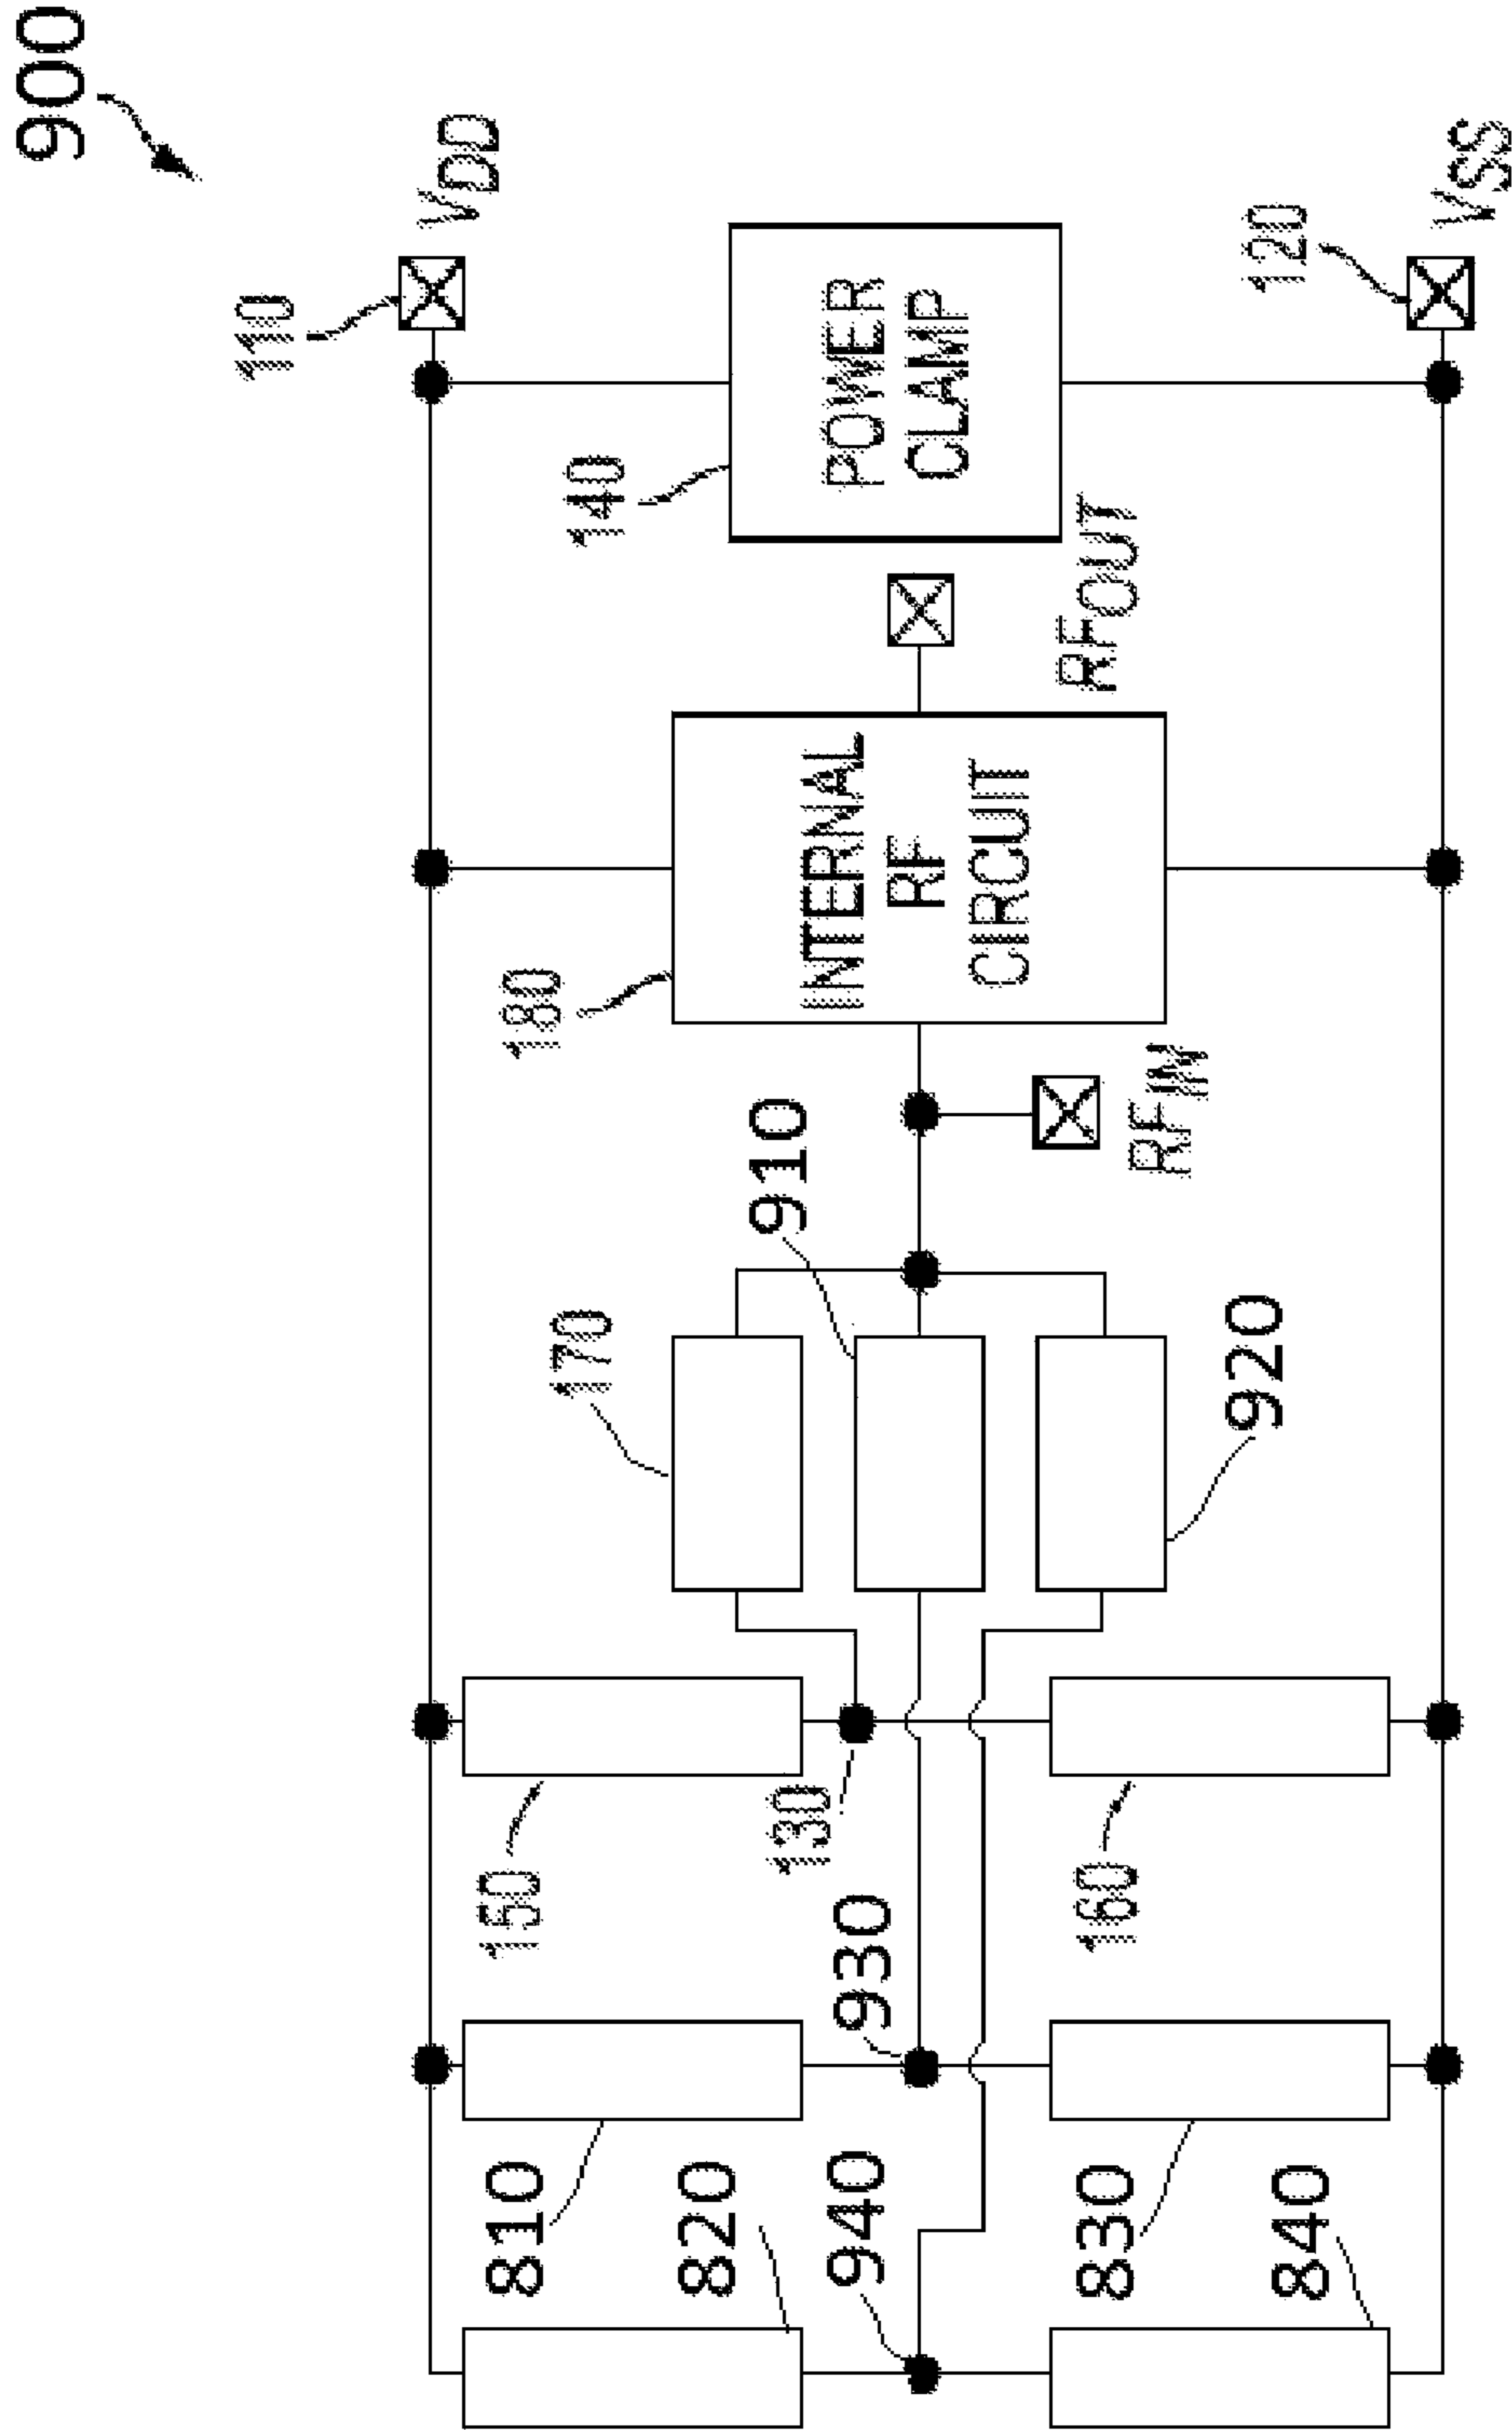 900
110
VDD
140
POWER
CLAMP
120
VSS
180
INTERNAL
RF
CIRCUIT
RFOUT
170
910
RFIN
920
150
130
160
810
930
820
940
830
840